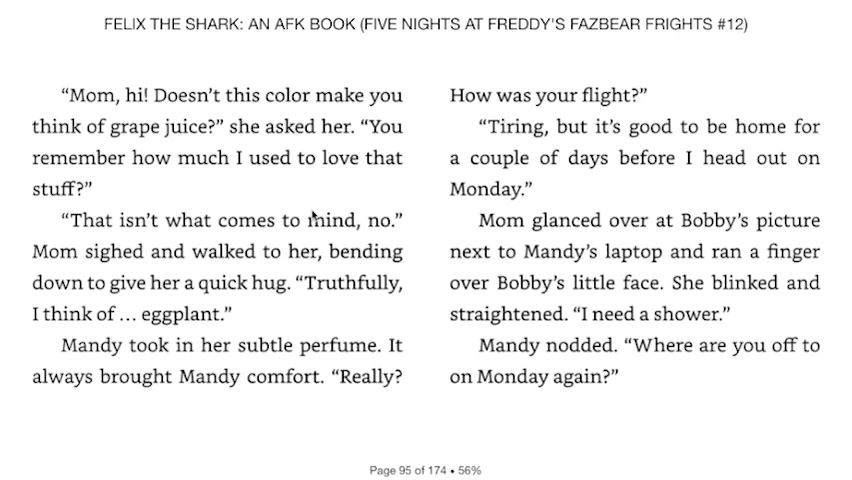 FELIX THE SHARK: AN AFK BOOK (FIVE NIGHTS AT FREDDY'S FAZBEAR FRIGHTS #12)
“Mom, hi! Doesn’t this color make you
think of grape juice?” she asked her. “You
remember how much I used to love that
stuff?”
“That isn’t what comes to mind, no.”
Mom sighed and walked to her, bending
down to give her a quick hug. “Truthfully,
I think of … eggplant.”
Mandy took in her subtle perfume. It
always brought Mandy comfort. “Really?
How was your flight?”
“Tiring, but it’s good to be home for
a couple of days before I head out on
Monday.”
Mom glanced over at Bobby’s picture
next to Mandy’s laptop and ran a finger
over Bobby’s little face. She blinked and
straightened. “I need a shower.”
Mandy nodded. “Where are you off to
on Monday again?”
Page 95 of 174 • 56%